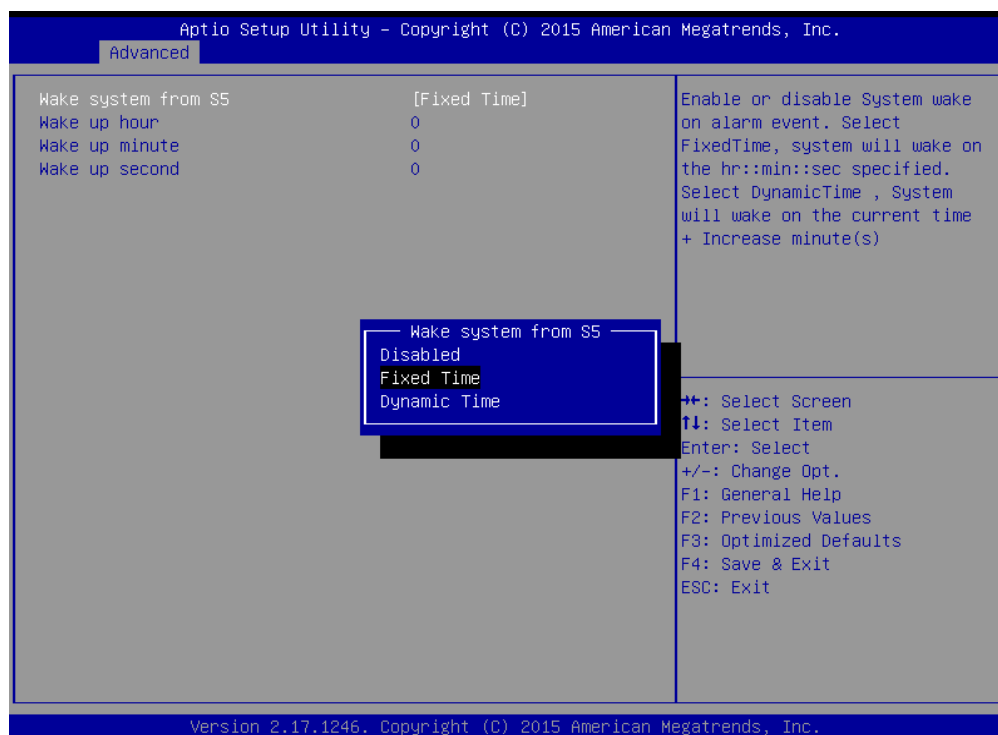 Aptio Setup Utility – Copyright (C) 2015 American Megatrends, Inc.
Advanced
Wake system from S5 [Fixed Time]
Wake up hour 0
Wake up minute 0
Wake up second 0
Enable or disable System wake
on alarm event. Select
FixedTime, system will wake on
the hr::min::sec specified.
Select DynamicTime , System
will wake on the current time
+ Increase minute(s)
Wake system from S5
Disabled
Fixed Time
Dynamic Time
→←: Select Screen
↑↓: Select Item
Enter: Select
+/-: Change Opt.
F1: General Help
F2: Previous Values
F3: Optimized Defaults
F4: Save & Exit
ESC: Exit
Version 2.17.1246. Copyright (C) 2015 American Megatrends, Inc.